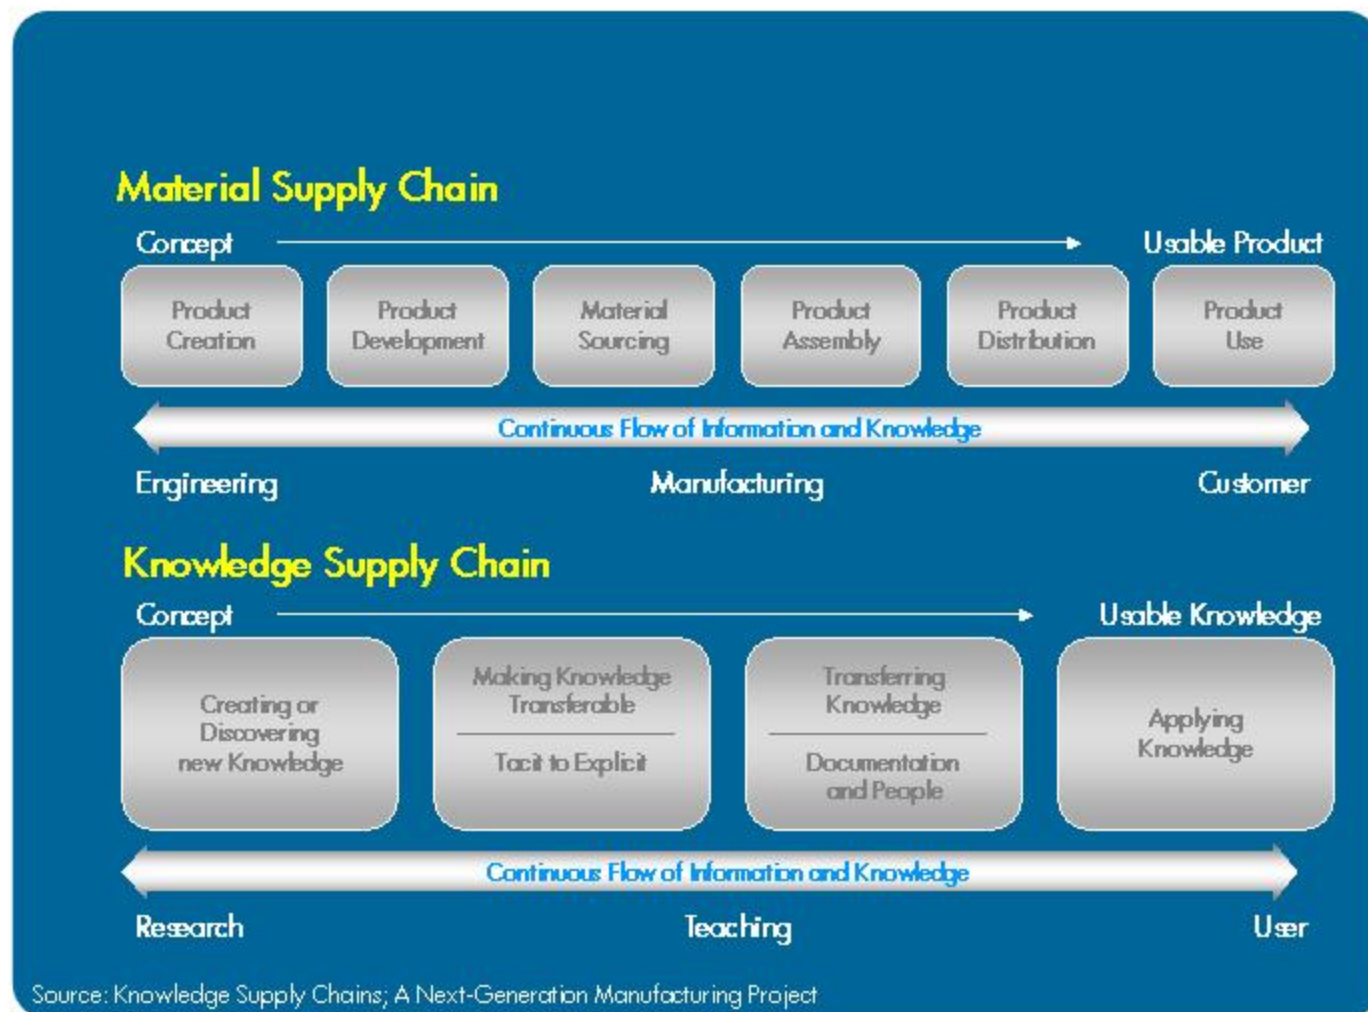 Material Supply Chain
Concept
Usable Product
Product
Creation
Product
Development
Material
Sourcing
Product
Assembly
Product
Distribution
Product
Use
Continuous Flow of Information and Knowledge
Engineering
Manufacturing
Customer
Knowledge Supply Chain
Concept
Usable Knowledge
Creating or
Discovering
new Knowledge
Making Knowledge
Transferable
Tacit to Explicit
Transferring
Knowledge
Documentation
and People
Applying
Knowledge
Continuous Flow of Information and Knowledge
Research
Teaching
User
Source: Knowledge Supply Chains; A Next-Generation Manufacturing Project